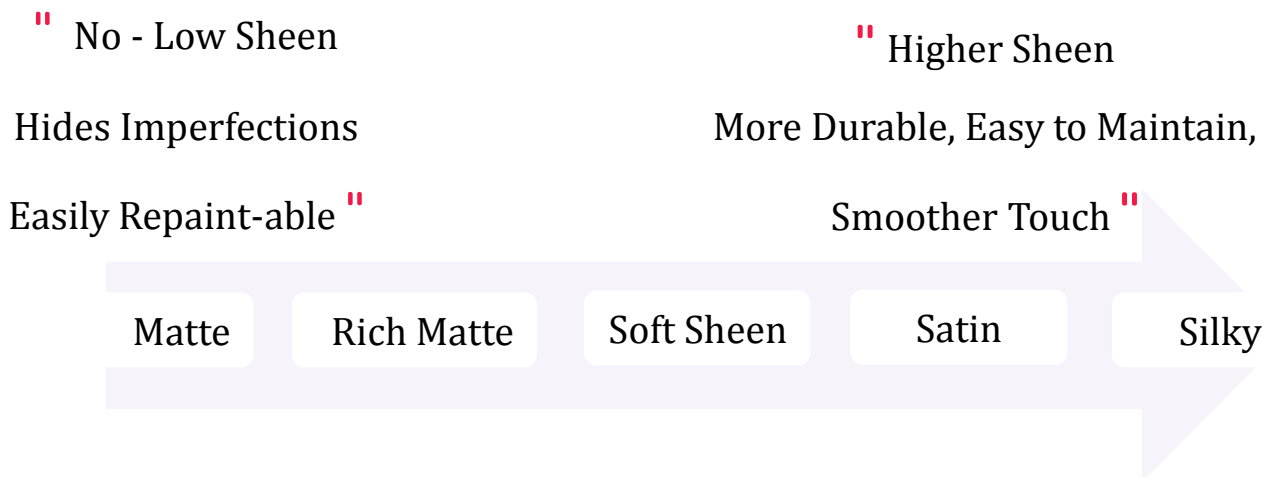 " No - Low Sheen
Hides Imperfections
Easily Repaint-able "
" Higher Sheen
More Durable, Easy to Maintain,
Smoother Touch "
Matte Rich Matte Soft Sheen Satin Silky